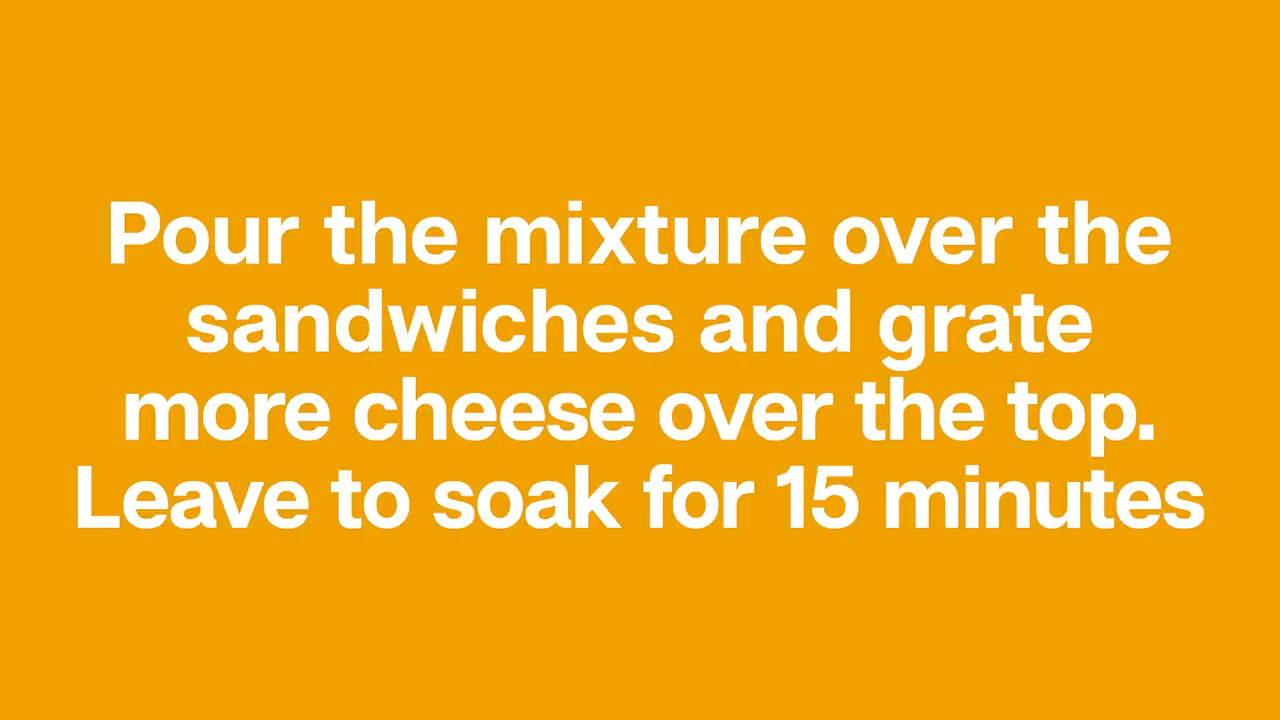 Pour the mixture over the
sandwiches and grate
more cheese over the top.
Leave to soak for 15 minutes